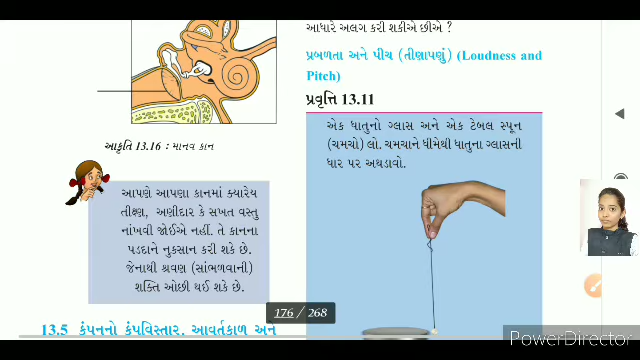 આકૃતિ 13.16 : માનવ કાન
આપણે આપણા કાનમાં ક્યારેય
તીક્ષ્ણ, અણીદાર કે સખત વસ્તુ
નાંખવી જોઈએ નહીં. તે કાનના
પડદાને નુકસાન કરી શકે છે.
જેનાથી શ્રવણ (સાંભળવાની)
શક્તિ ઓછી થઈ શકે છે.
13.5 કંપનનો કંપવિસ્તાર, આવર્તકાળ અને
આધારે અલગ કરી શકીએ છીએ ?
પ્રબળતા અને પીચ (તીણાપણું) (Loudness and
Pitch)
પ્રવૃત્તિ 13.11
એક ધાતુનો ગ્લાસ અને એક ટેબલ સ્પૂન
(ચમચો) લો. ચમચાને ધીમેથી ધાતુના ગ્લાસની
ધાર પર અથડાવો.
176 / 268
PowerDirector